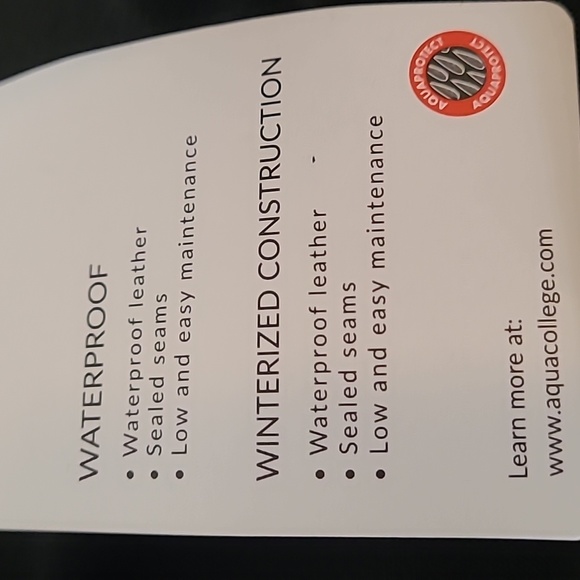 WATERPROOF
• Waterproof leather
• Sealed seams
• Low and easy maintenance
WINTERIZED CONSTRUCTION
• Waterproof leather
• Sealed seams
• Low and easy maintenance
AQUAPROTECT
AQUAPROTECT
Learn more at:
www.aquacollege.com